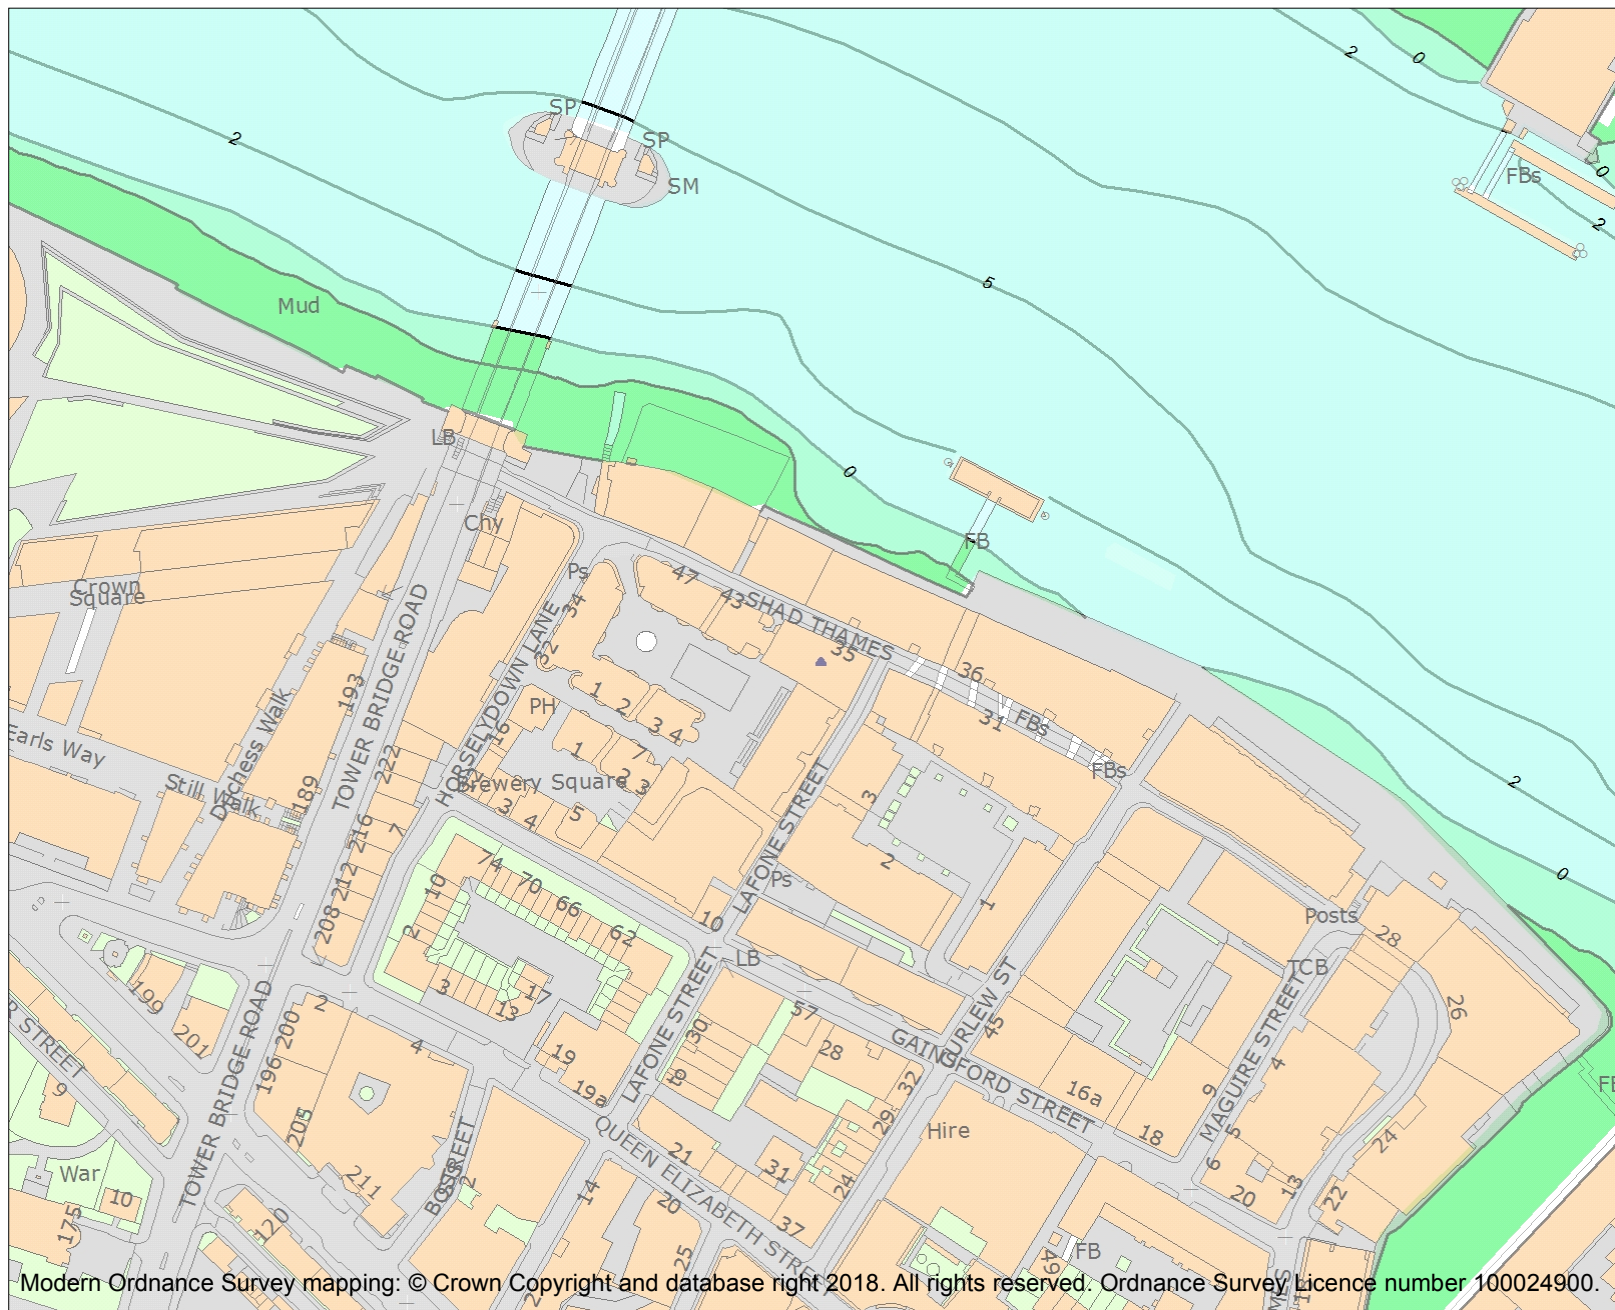 2
0
SP
2
SP
SM
FBs
0
2
5
Mud
LB
0
Chy
FB
Ps
47
43
SHAD THAMES
35
34
32
Crown
Square
TOWER BRIDGE ROAD
HORSELYDOWN LANE
193
1
2
3 4
36
31
FBs
FBs
PH
16
1
7
2
3
Earls Way
Duchess Walk
Still Walk
189
222
216
212
208
7
Brewery Square
3
4
5
LAFONE STREET
3
2
2
0
74
70
66
62
10
2
3
13
17
10
Ps
LB
1
Posts
28
TCB
26
199
201
TOWER BRIDGE ROAD
200
196
2
4
205
211
R STREET
9
War
10
175
120
BOSS STREET
2
19
19a
LAFONE STREET
30
57
28
GAINSFORD STREET
CURLEW ST
45
32
29
24
21
31
37
QUEEN ELIZABETH STREET
14
20
25
Hire
16a
18
MAGUIRE STREET
9
4
5
6
20
13
22
24
FB
49
Modern Ordnance Survey mapping: © Crown Copyright and database right 2018. All rights reserved. Ordnance Survey Licence number 100024900.